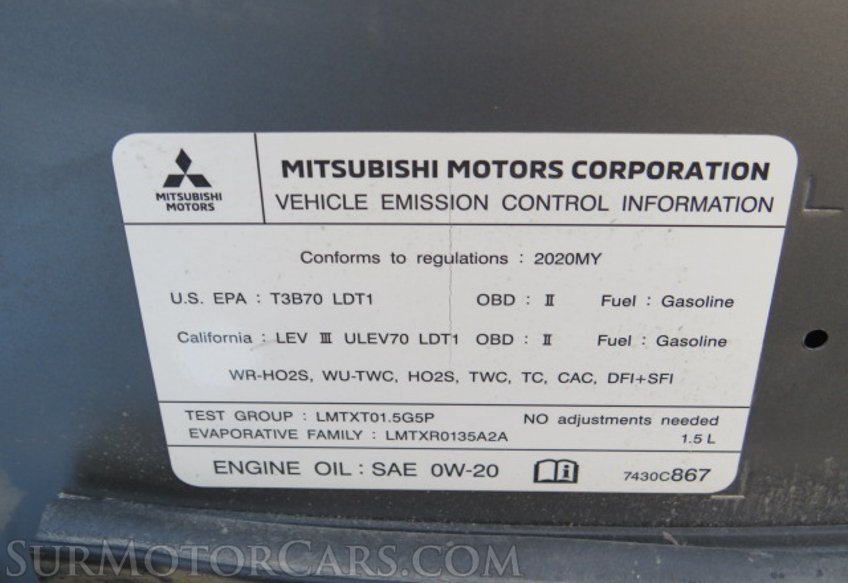 MITSUBISHI MOTORS CORPORATION
MITSUBISHI
MOTORS
VEHICLE EMISSION CONTROL INFORMATION
Conforms to regulations : 2020MY
U.S. EPA : T3B70 LDT1 OBD : Ⅱ Fuel : Gasoline
California : LEV Ⅲ ULEV70 LDT1 OBD : Ⅱ Fuel : Gasoline
WR-HO2S, WU-TWC, HO2S, TWC, TC, CAC, DFI+SFI
TEST GROUP : LMTXT01.5G5P NO adjustments needed
EVAPORATIVE FAMILY : LMTXR0135A2A 1.5 L
ENGINE OIL : SAE 0W-20 7430C867
SurMotorCars.com